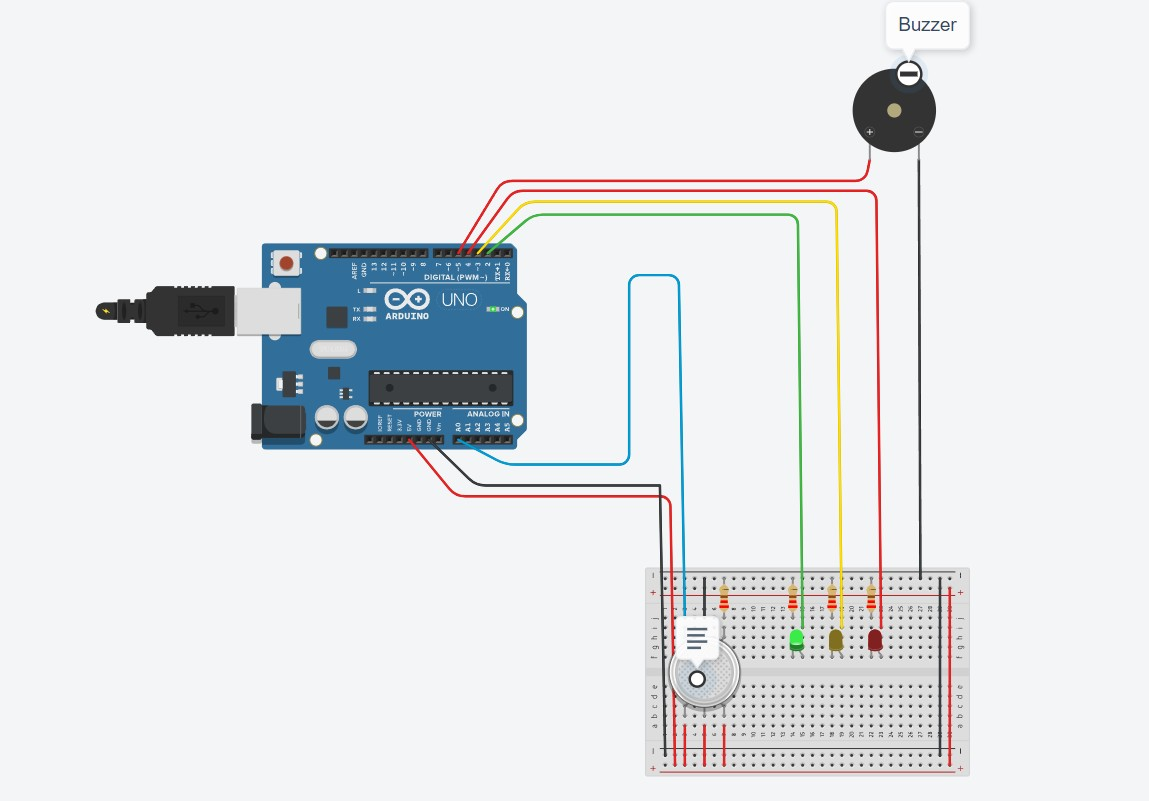 Buzzer
+
−
AREF
GND
13
12
~11
~10
~9
8
7
~6
~5
4
~3
2
TX→1
RX←0
DIGITAL (PWM~)
L
TX
RX
ARDUINO
UNO
ON
POWER
ANALOG IN
IOREF
RESET
3.3V
5V
GND
GND
Vin
A0
A1
A2
A3
A4
A5